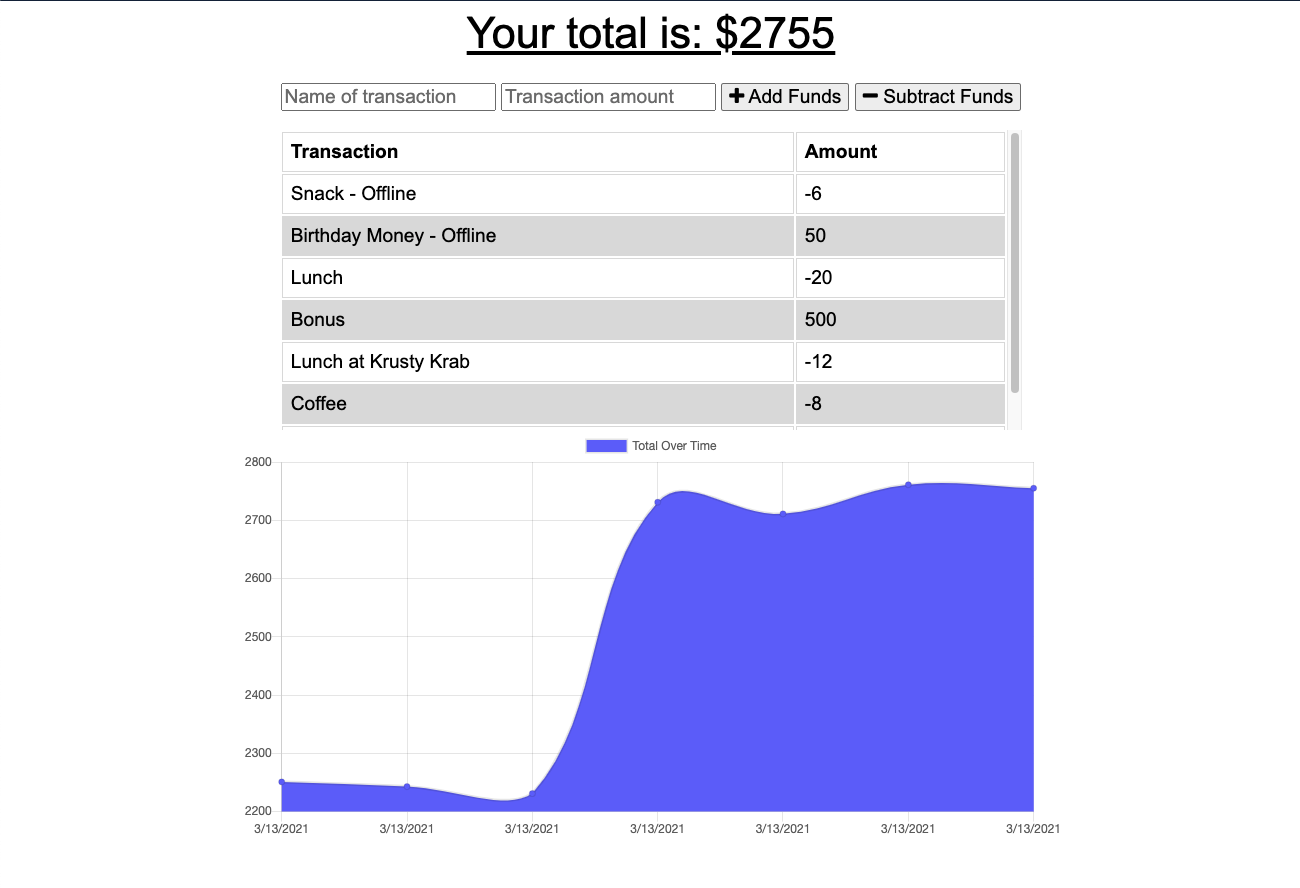 Your total is: $2755
Name of transaction Transaction amount Add Funds Subtract Funds
Transaction Amount
Snack - Offline -6
Birthday Money - Offline 50
Lunch -20
Bonus 500
Lunch at Krusty Krab -12
Coffee -8
Total Over Time
2800
2700
2600
2500
2400
2300
2200
3/13/2021 3/13/2021 3/13/2021 3/13/2021 3/13/2021 3/13/2021 3/13/2021